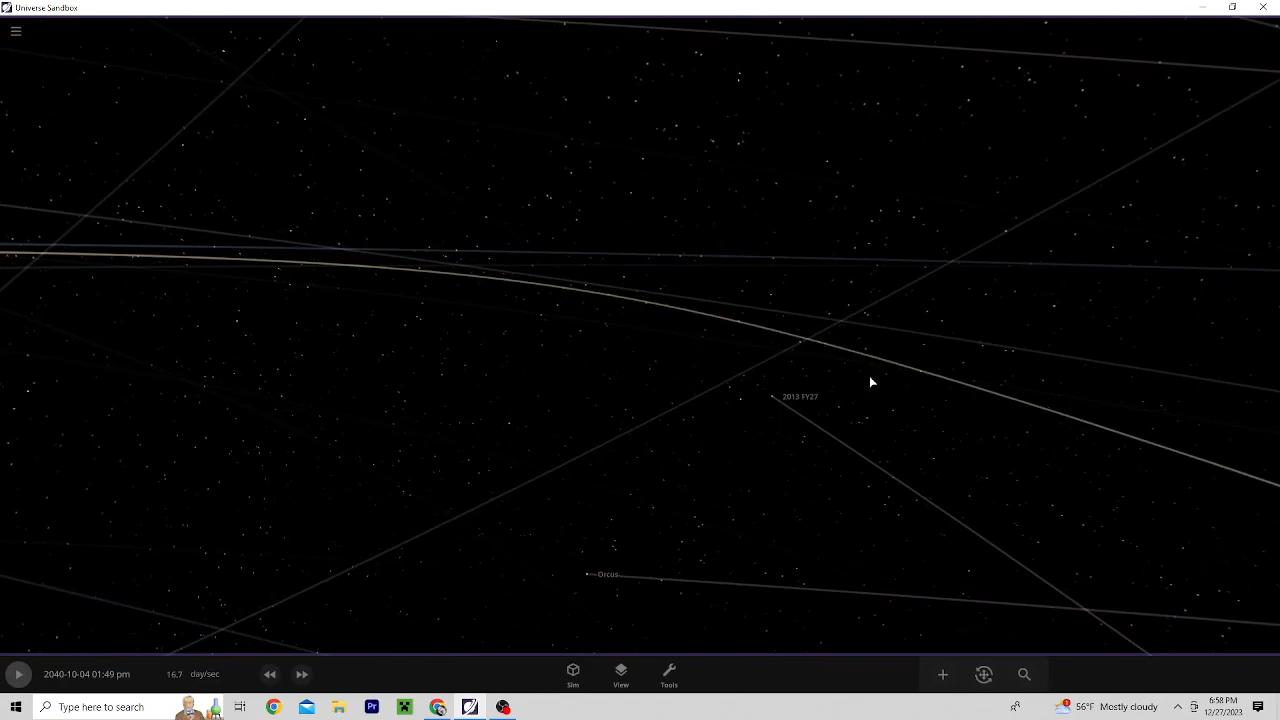 Universe Sandbox
2013 FY27
Orcus
2040-10-04 01:49 pm
16.7 day/sec
Sim
View
Tools
Type here to search
Pr
56°F Mostly cloudy
6:58 PM
12/27/2023